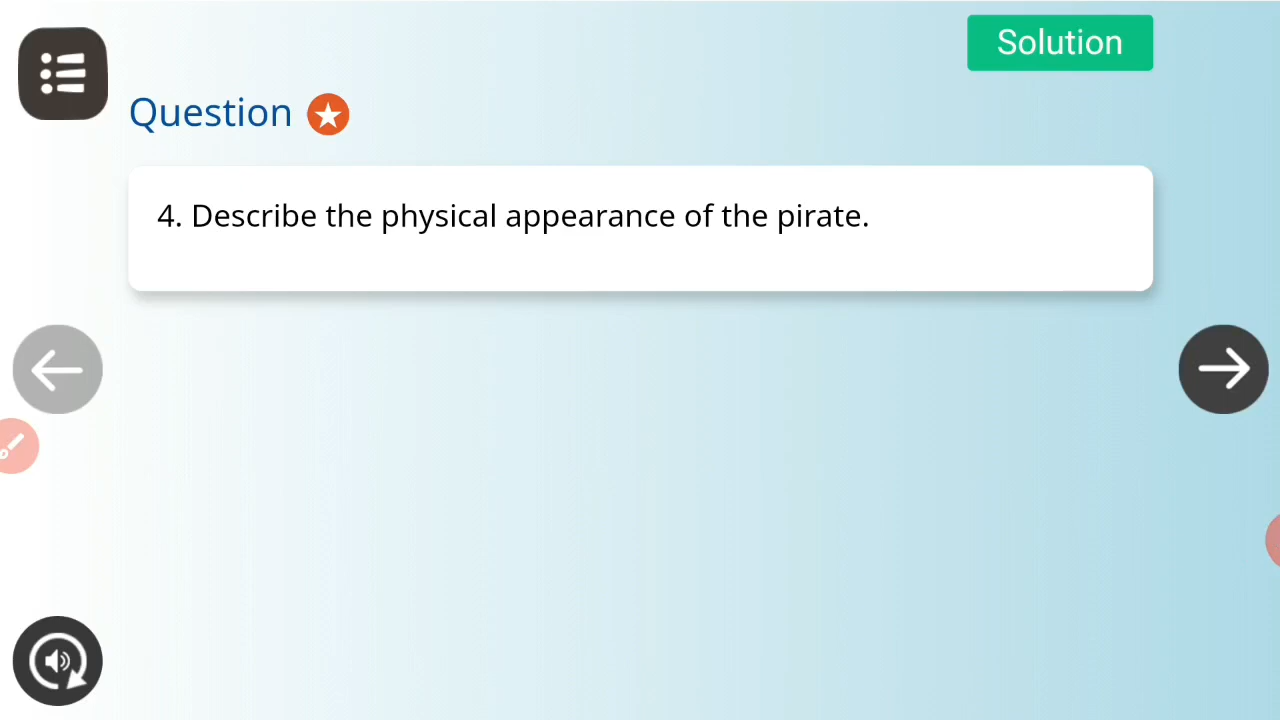 Solution
Question
4. Describe the physical appearance of the pirate.